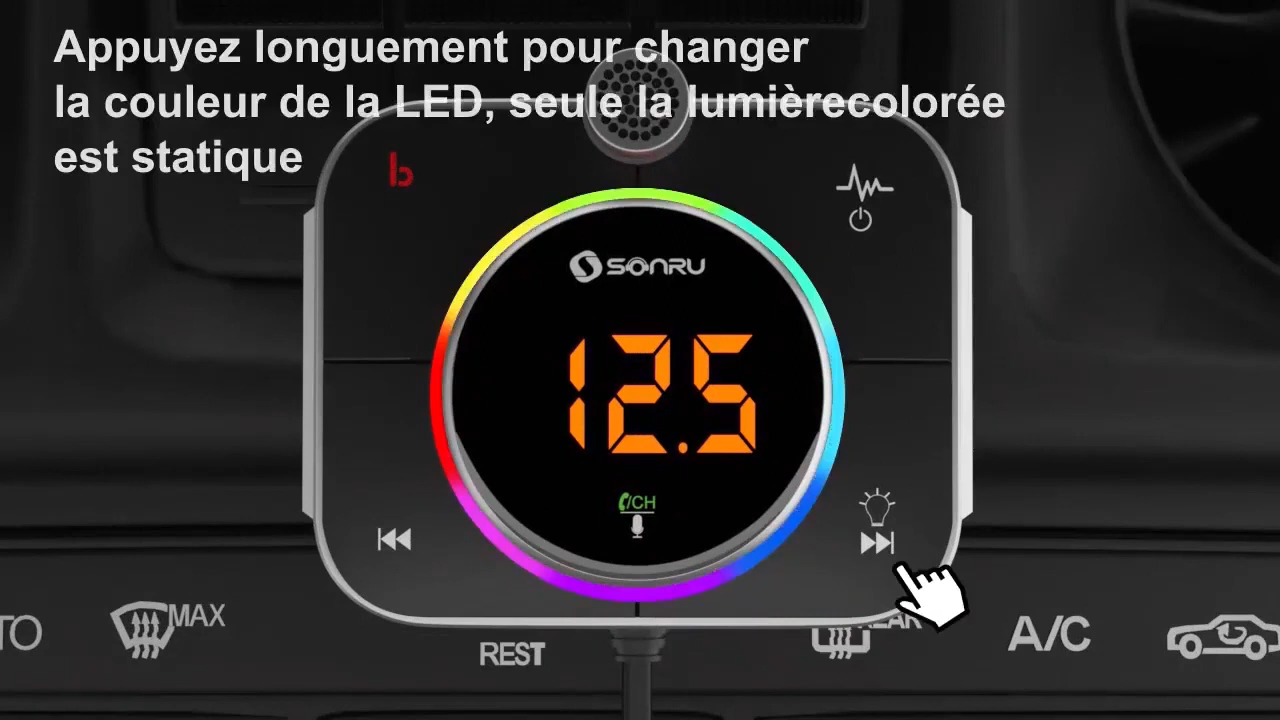 Appuyez longuement pour changer
la couleur de la LED, seule la lumièrecolorée
est statique
b
SONRU
12.5
/CH
TO
MAX
REST
REAR
A/C